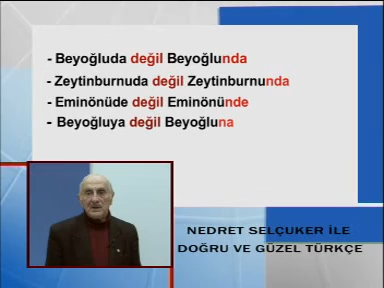 - Beyoğluda değil Beyoğlunda
- Zeytinburnuda değil Zeytinburnunda
- Eminönüde değil Eminönünde
- Beyoğluya değil Beyoğluna
NEDRET SELÇUKER İLE
DOĞRU VE GÜZEL TÜRKÇE